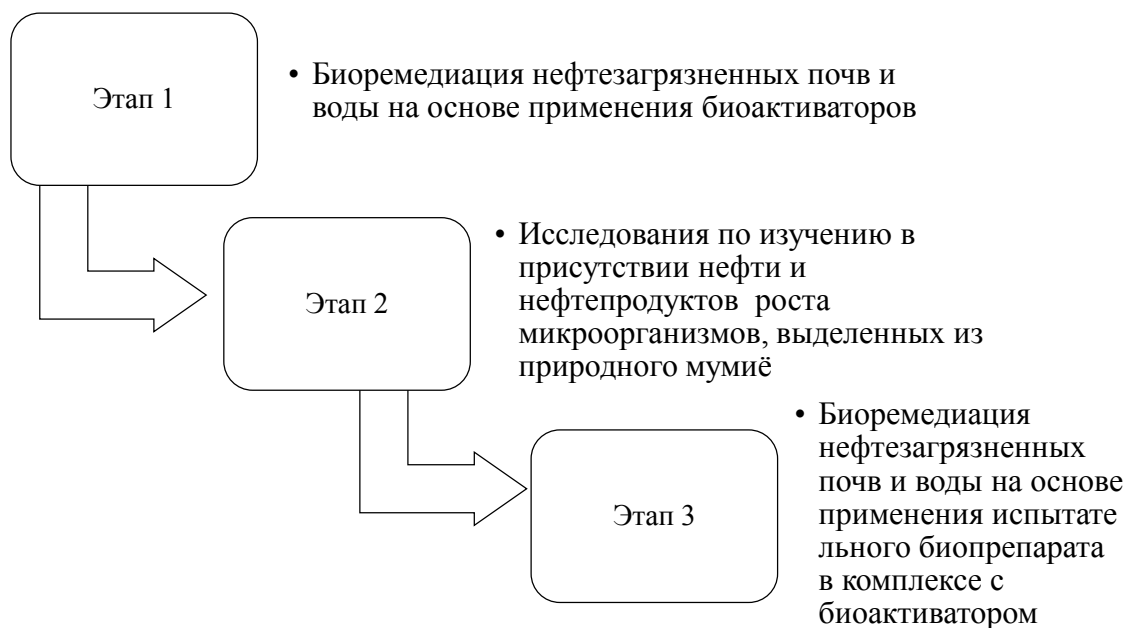 Этап 1
• Биоремедиация нефтезагрязненных почв и
воды на основе применения биоактиваторов
Этап 2
• Исследования по изучению в
присутствии нефти и
нефтепродуктов роста
микроорганизмов, выделенных из
природного мумиё
Этап 3
• Биоремедиация
нефтезагрязненных
почв и воды на основе
применения испытате
льного биопрепарата
в комплексе с
биоактиватором